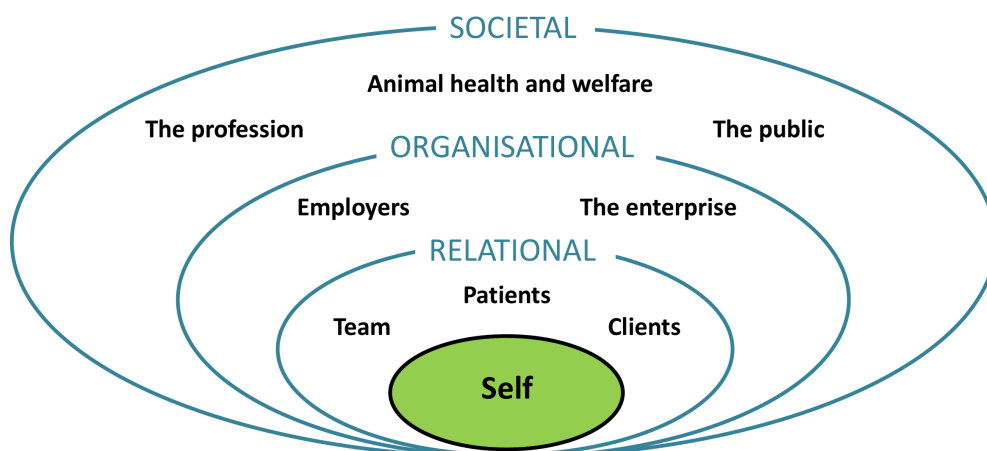 SOCIETAL
Animal health and welfare
The profession
The public
ORGANISATIONAL
Employers
The enterprise
RELATIONAL
Patients
Team
Clients
Self